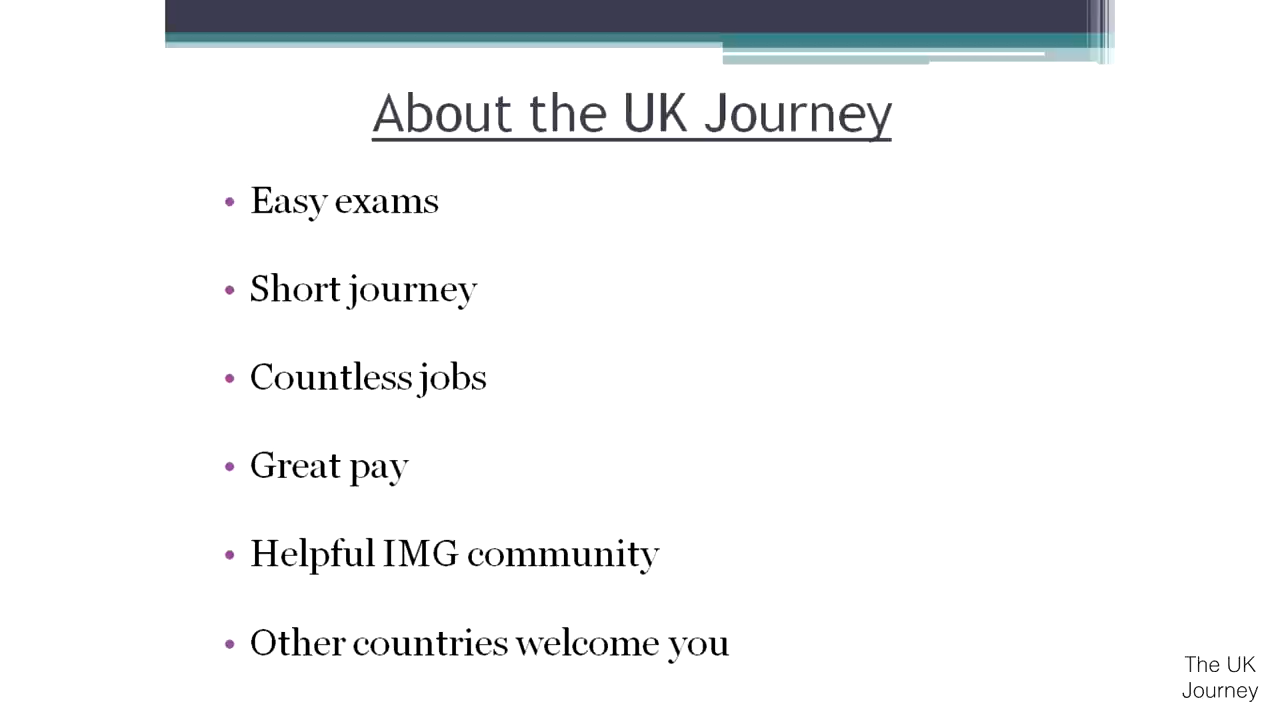 About the UK Journey
• Easy exams
• Short journey
• Countless jobs
• Great pay
• Helpful IMG community
• Other countries welcome you
The UK
Journey